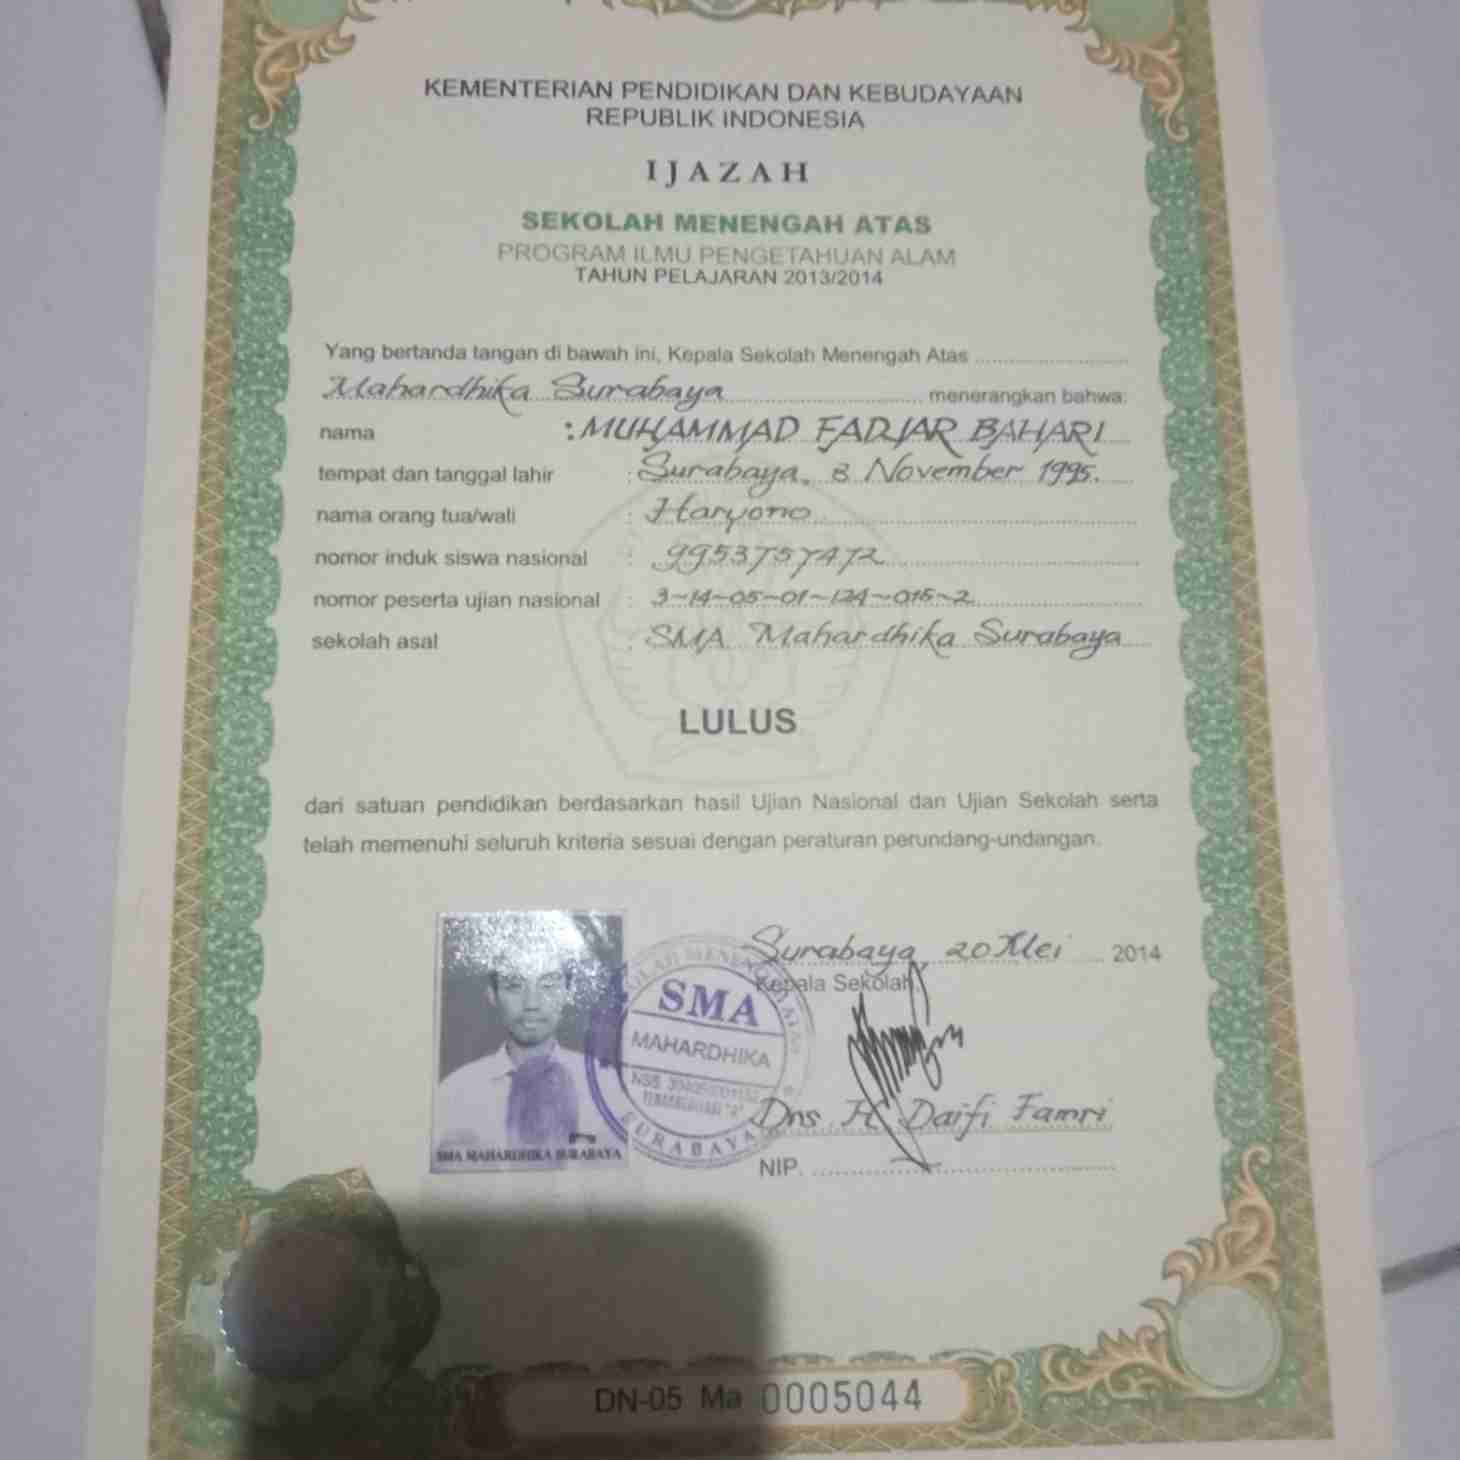 KEMENTERIAN PENDIDIKAN DAN KEBUDAYAAN
REPUBLIK INDONESIA
IJAZAH
SEKOLAH MENENGAH ATAS
PROGRAM ILMU PENGETAHUAN ALAM
TAHUN PELAJARAN 2013/2014
Yang bertanda tangan di bawah ini, Kepala Sekolah Menengah Atas
Mahardhika Surabaya menerangkan bahwa:
nama : MUHAMMAD FADJAR BAHARI
tempat dan tanggal lahir : Surabaya, 3 November 1995.
nama orang tua/wali : Haryono
nomor induk siswa nasional : 9953757472
nomor peserta ujian nasional : 3-14-05-01-124-015-2
sekolah asal : SMA Mahardhika Surabaya
LULUS
dari satuan pendidikan berdasarkan hasil Ujian Nasional dan Ujian Sekolah serta
telah memenuhi seluruh kriteria sesuai dengan peraturan perundang-undangan.
Surabaya, 20 Mei 2014
Kepala Sekolah,
SMA
MAHARDHIKA
SURABAYA
SMA MAHARDHIKA SURABAYA
Drs. H. Daifi Famri
NIP.
DN-05 Ma 0005044